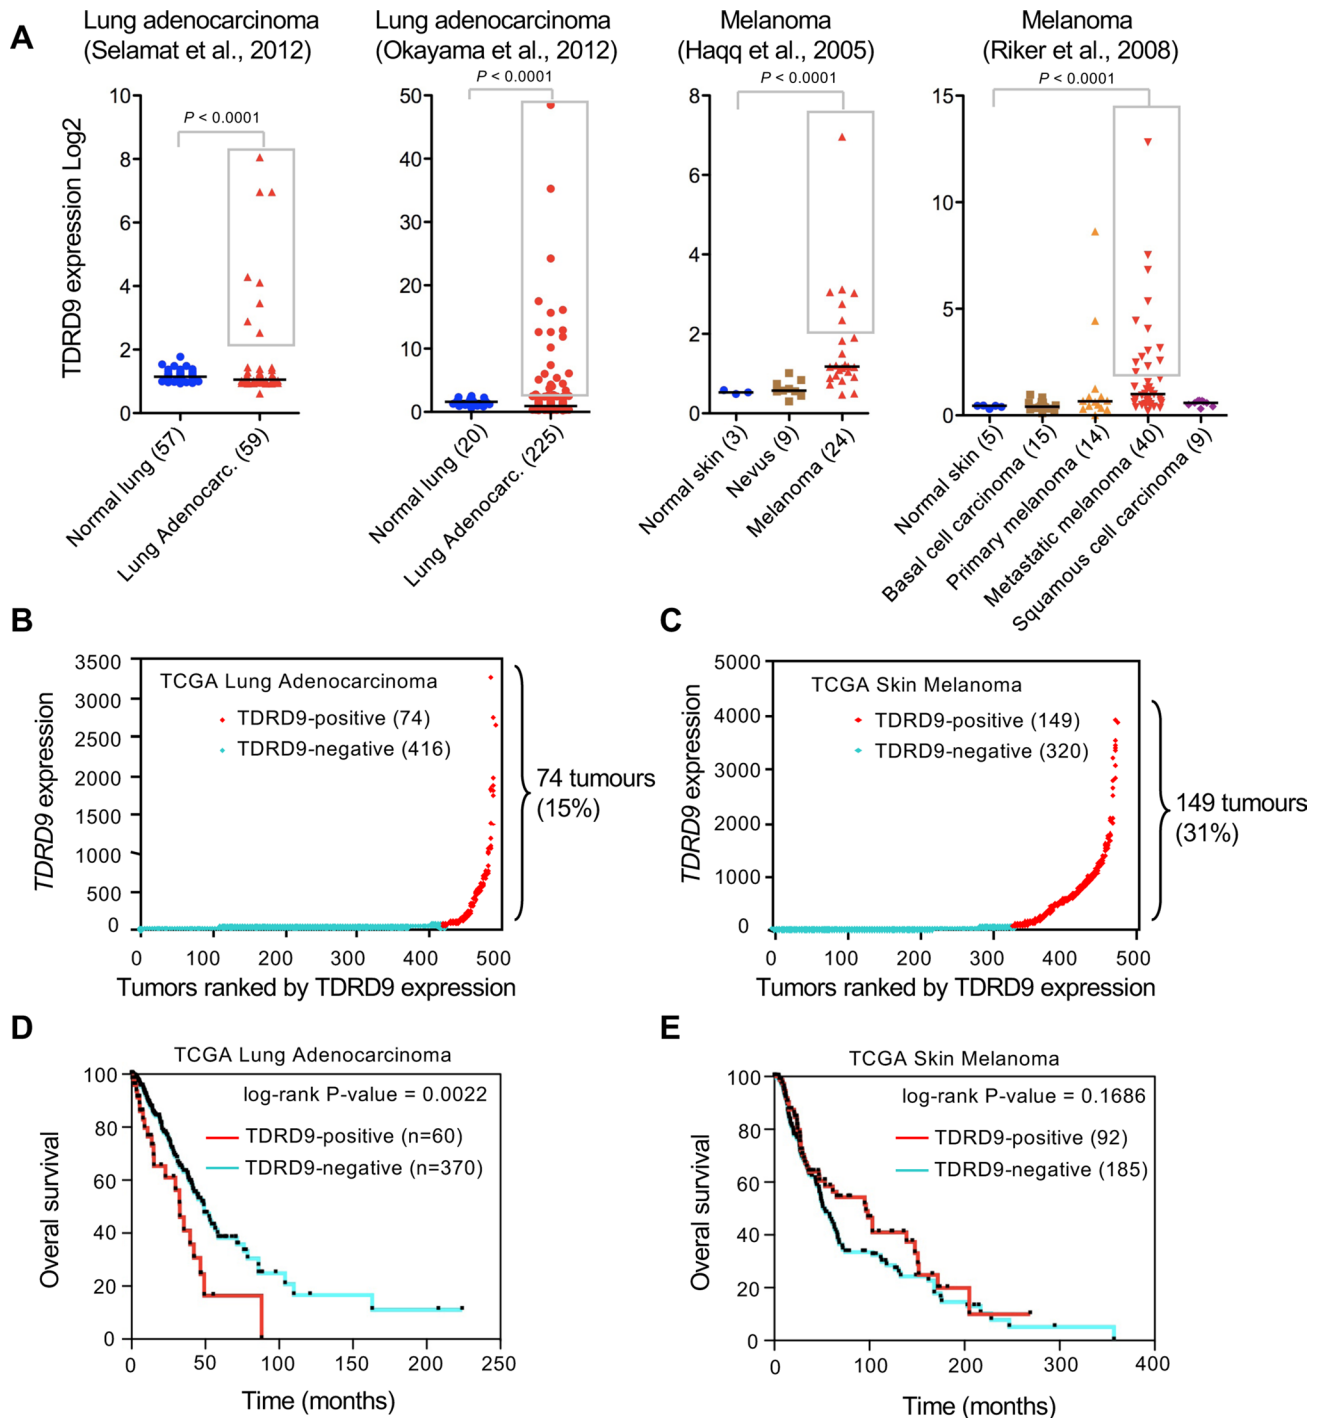 A
Lung adenocarcinoma
(Selamat et al., 2012)
Lung adenocarcinoma
(Okayama et al., 2012)
Melanoma
(Haqq et al., 2005)
Melanoma
(Riker et al., 2008)
TDRD9 expression Log2
P < 0.0001
10
8
6
4
2
0
Normal lung (57)
Lung Adenocarc. (59)
P < 0.0001
50
40
30
20
10
0
Normal lung (20)
Lung Adenocarc. (225)
P < 0.0001
8
6
4
2
0
Normal skin (3)
Nevus (9)
Melanoma (24)
P < 0.0001
15
10
5
0
Normal skin (5)
Basal cell carcinoma (15)
Primary melanoma (14)
Metastatic melanoma (40)
Squamous cell carcinoma (9)
B
TDRD9 expression
3500
3000
2500
2000
1500
1000
500
0
TCGA Lung Adenocarcinoma
TDRD9-positive (74)
TDRD9-negative (416)
74 tumours
(15%)
0 100 200 300 400 500
Tumors ranked by TDRD9 expression
C
TDRD9 expression
5000
4000
3000
2000
1000
0
TCGA Skin Melanoma
TDRD9-positive (149)
TDRD9-negative (320)
149 tumours
(31%)
0 100 200 300 400 500
Tumors ranked by TDRD9 expression
D
TCGA Lung Adenocarcinoma
Overal survival
100
80
60
40
20
0
log-rank P-value = 0.0022
TDRD9-positive (n=60)
TDRD9-negative (n=370)
0 50 100 150 200 250
Time (months)
E
TCGA Skin Melanoma
Overal survival
100
80
60
40
20
0
log-rank P-value = 0.1686
TDRD9-positive (92)
TDRD9-negative (185)
0 100 200 300 400
Time (months)